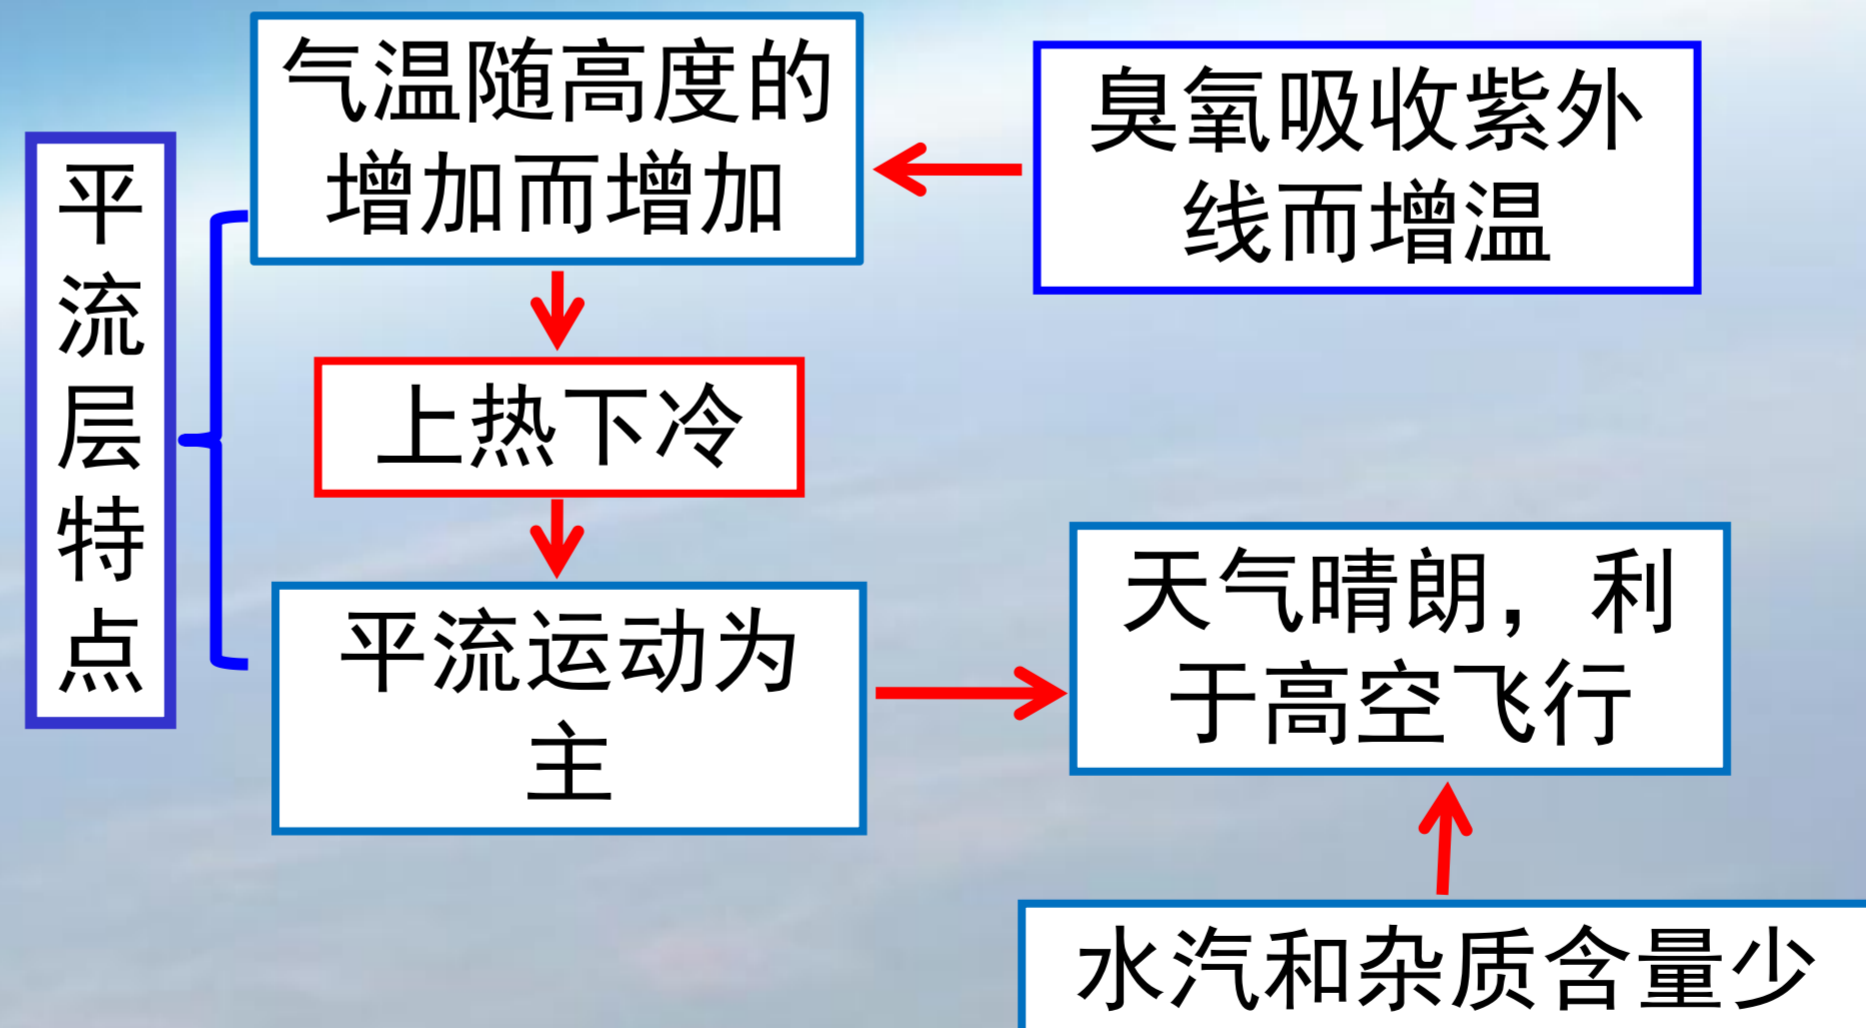 平流层特点
气温随高度的
增加而增加
臭氧吸收紫外
线而增温
上热下冷
平流运动为
主
天气晴朗，利
于高空飞行
水汽和杂质含量少